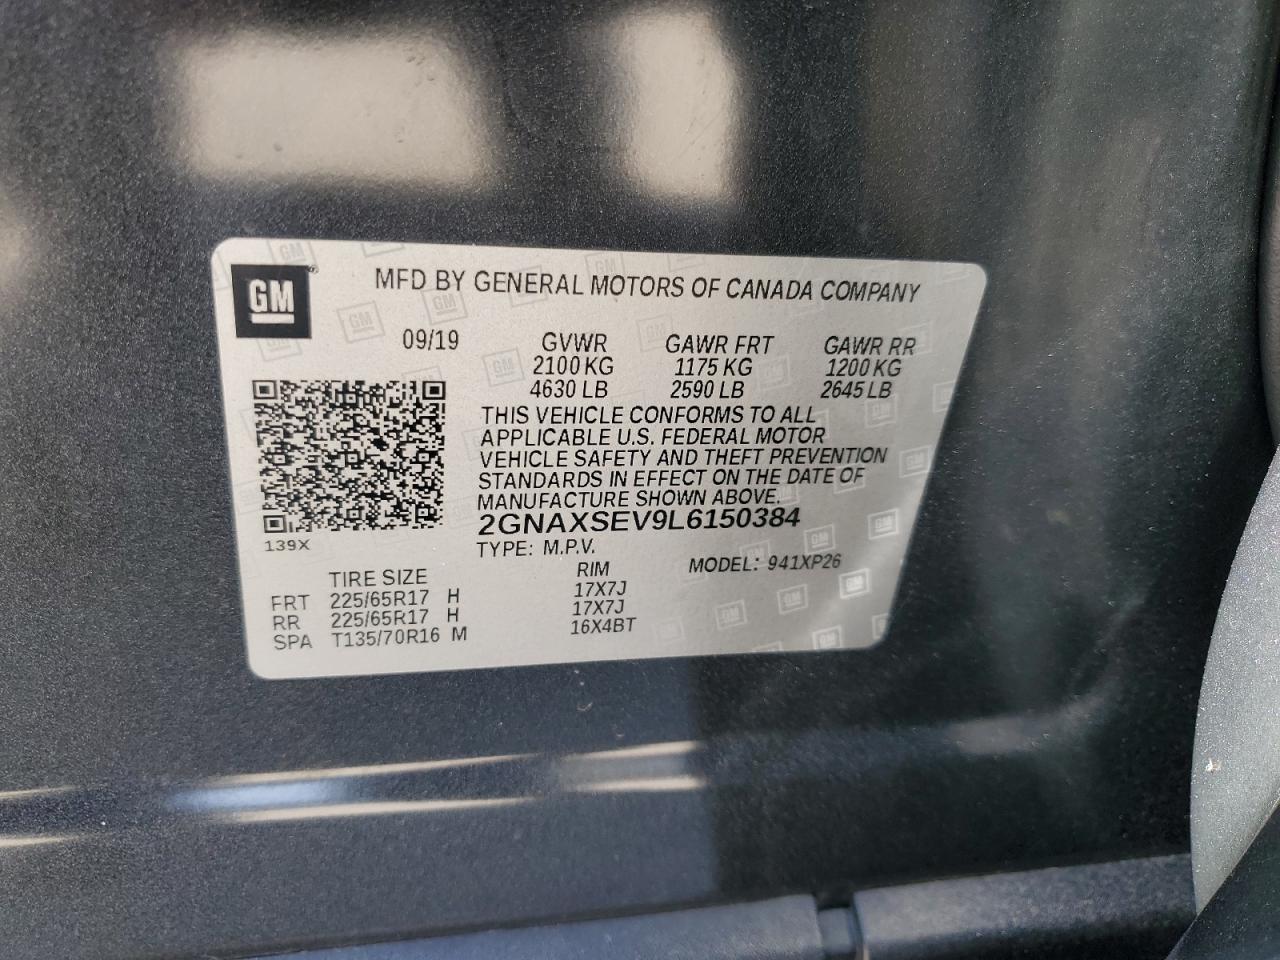 GM
MFD BY GENERAL MOTORS OF CANADA COMPANY
09/19 GVWR GAWR FRT GAWR RR
2100 KG 1175 KG 1200 KG
4630 LB 2590 LB 2645 LB
THIS VEHICLE CONFORMS TO ALL
APPLICABLE U.S. FEDERAL MOTOR
VEHICLE SAFETY AND THEFT PREVENTION
STANDARDS IN EFFECT ON THE DATE OF
MANUFACTURE SHOWN ABOVE.
2GNAXSEV9L6150384
139X
TYPE: M.P.V. MODEL: 941XP26
TIRE SIZE RIM
FRT 225/65R17 H 17X7J
RR 225/65R17 H 17X7J
SPA T135/70R16 M 16X4BT